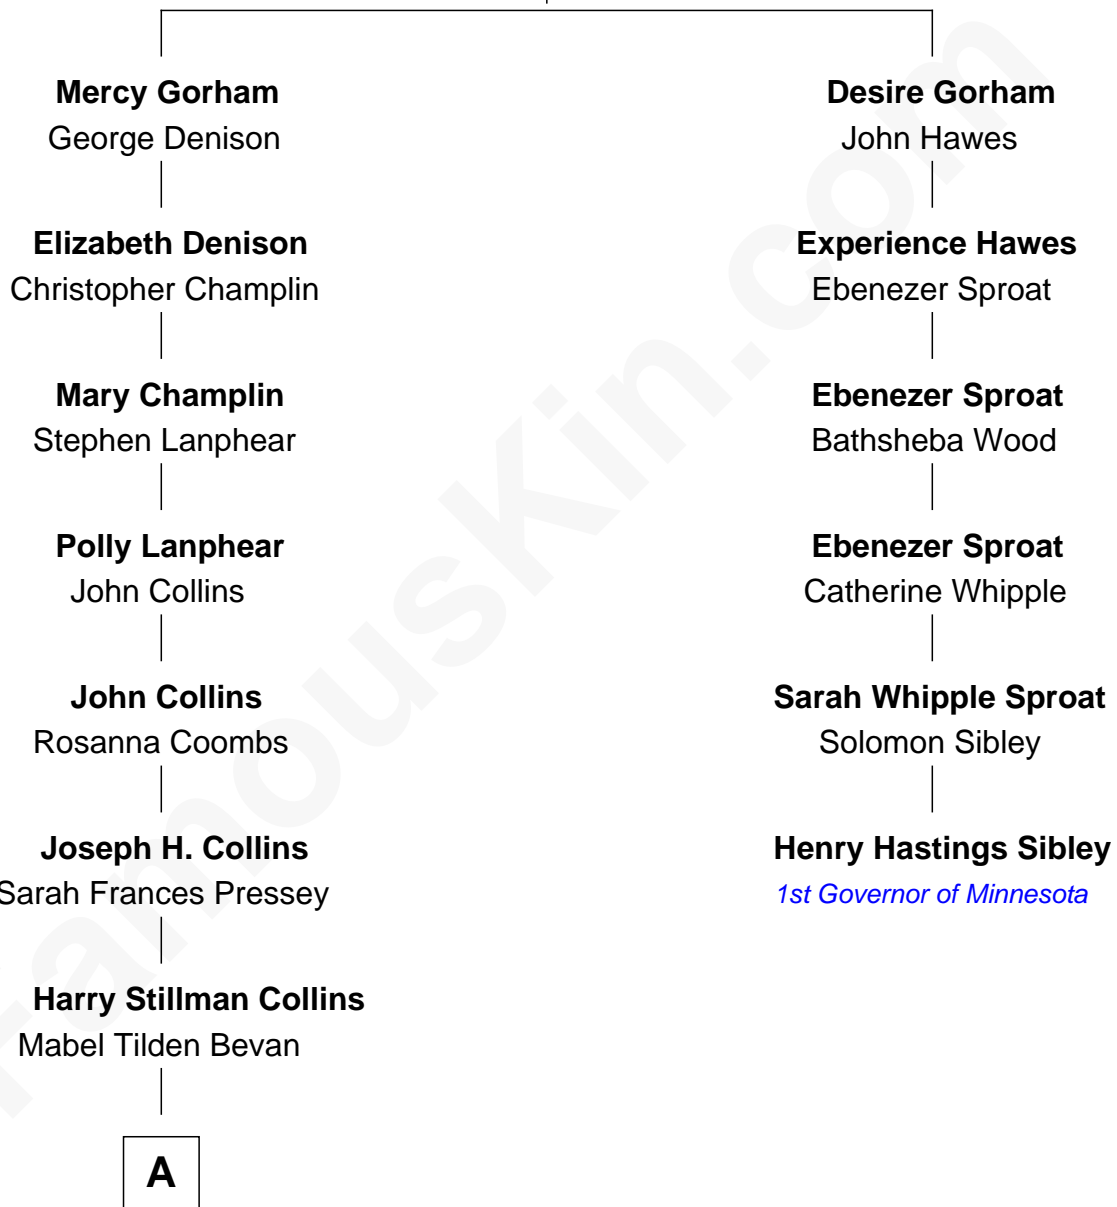 Mercy Gorham
George Denison
Elizabeth Denison
Christopher Champlin
Mary Champlin
Stephen Lanphear
Polly Lanphear
John Collins
John Collins
Rosanna Coombs
Joseph H. Collins
Sarah Frances Pressey
Harry Stillman Collins
Mabel Tilden Bevan
A
Desire Gorham
John Hawes
Experience Hawes
Ebenezer Sproat
Ebenezer Sproat
Bathsheba Wood
Ebenezer Sproat
Catherine Whipple
Sarah Whipple Sproat
Solomon Sibley
Henry Hastings Sibley
1st Governor of Minnesota
FamousKin.com